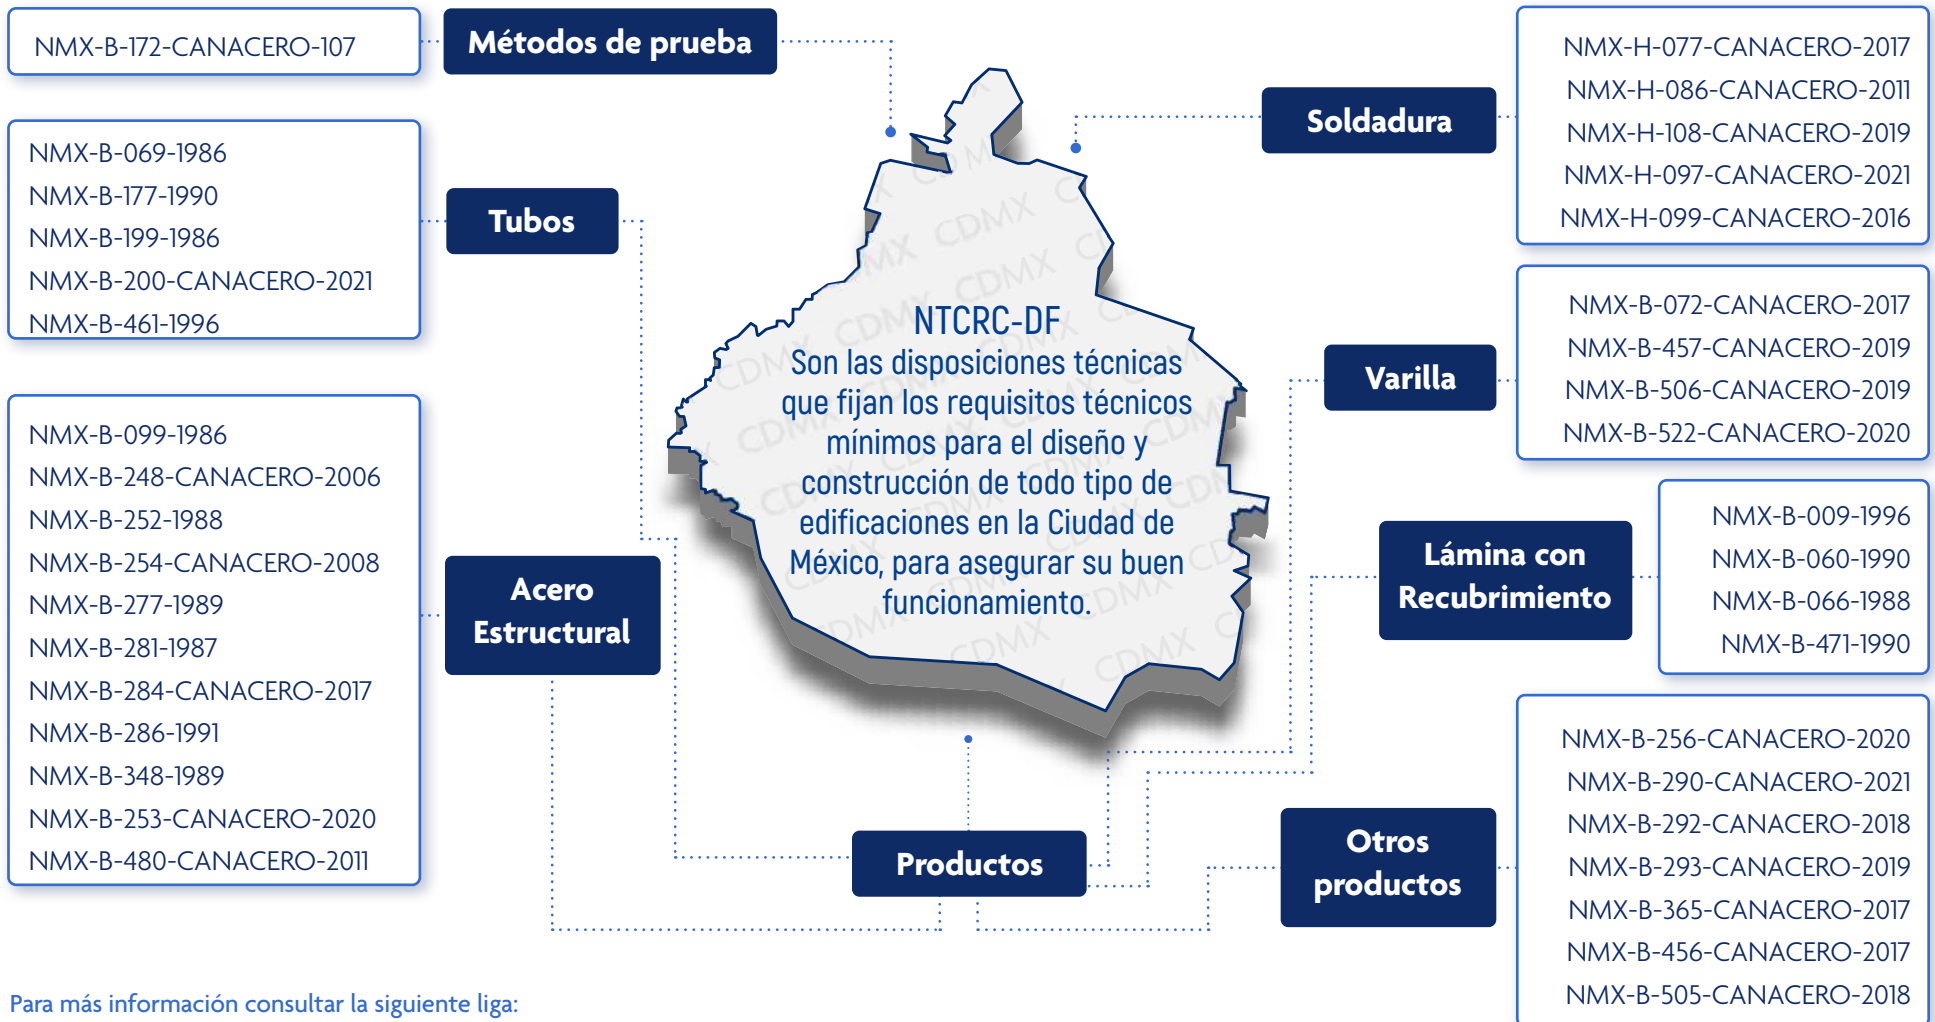 NMX-B-172-CANACERO-107
Métodos de prueba
NMX-B-069-1986
NMX-B-177-1990
NMX-B-199-1986
NMX-B-200-CANACERO-2021
NMX-B-461-1996
Tubos
NMX-B-099-1986
NMX-B-248-CANACERO-2006
NMX-B-252-1988
NMX-B-254-CANACERO-2008
NMX-B-277-1989
NMX-B-281-1987
NMX-B-284-CANACERO-2017
NMX-B-286-1991
NMX-B-348-1989
NMX-B-253-CANACERO-2020
NMX-B-480-CANACERO-2011
Acero
Estructural
NTCRC-DF
Son las disposiciones técnicas
que fijan los requisitos técnicos
mínimos para el diseño y
construcción de todo tipo de
edificaciones en la Ciudad de
México, para asegurar su buen
funcionamiento.
Productos
Soldadura
NMX-H-077-CANACERO-2017
NMX-H-086-CANACERO-2011
NMX-H-108-CANACERO-2019
NMX-H-097-CANACERO-2021
NMX-H-099-CANACERO-2016
Varilla
NMX-B-072-CANACERO-2017
NMX-B-457-CANACERO-2019
NMX-B-506-CANACERO-2019
NMX-B-522-CANACERO-2020
Lámina con
Recubrimiento
NMX-B-009-1996
NMX-B-060-1990
NMX-B-066-1988
NMX-B-471-1990
Otros
productos
NMX-B-256-CANACERO-2020
NMX-B-290-CANACERO-2021
NMX-B-292-CANACERO-2018
NMX-B-293-CANACERO-2019
NMX-B-365-CANACERO-2017
NMX-B-456-CANACERO-2017
NMX-B-505-CANACERO-2018
Para más información consultar la siguiente liga: